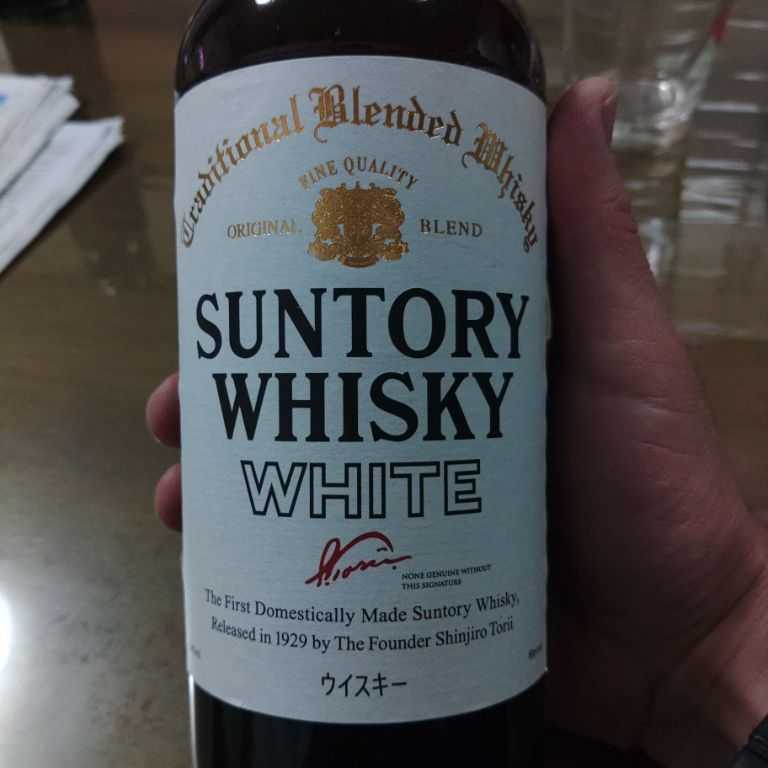 Traditional Blended Whisky
FINE QUALITY
ORIGINAL BLEND
SUNTORY
WHISKY
WHITE
NONE GENUINE WITHOUT
THIS SIGNATURE
The First Domestically Made Suntory Whisky,
Released in 1929 by The Founder Shinjiro Torii
ウイスキー